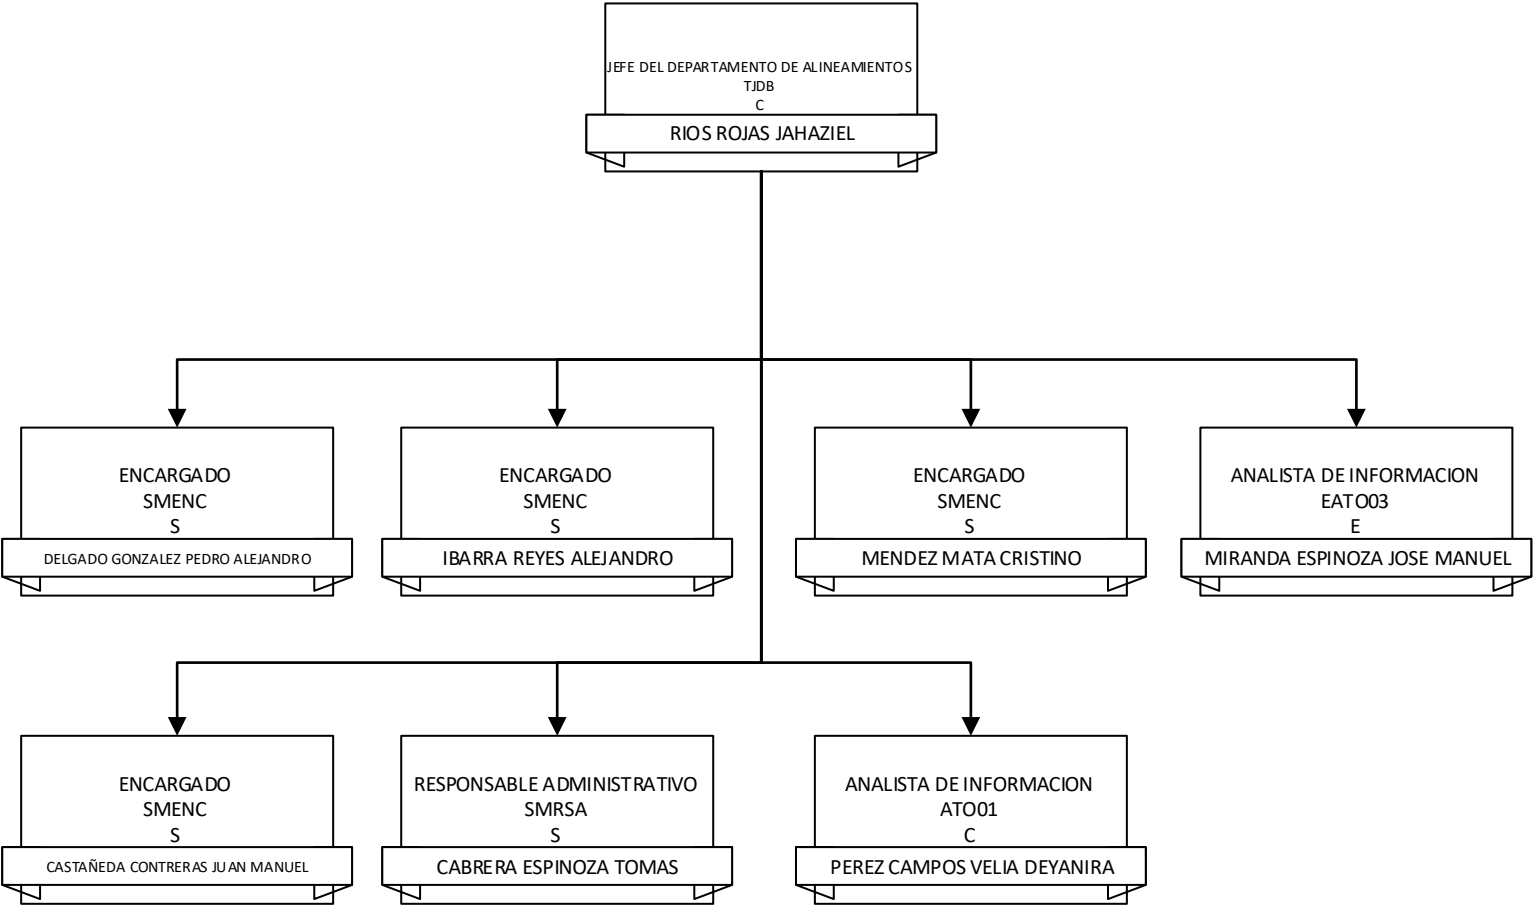 JEFE DEL DEPARTAMENTO DE ALINEAMIENTOS
TJDB
C
RIOS ROJAS JAHAZIEL
ENCARGADO
SMENC
S
DELGADO GONZALEZ PEDRO ALEJANDRO
ENCARGADO
SMENC
S
IBARRA REYES ALEJANDRO
ENCARGADO
SMENC
S
MENDEZ MATA CRISTINO
ANALISTA DE INFORMACION
EATO03
E
MIRANDA ESPINOZA JOSE MANUEL
ENCARGADO
SMENC
S
CASTAÑEDA CONTRERAS JUAN MANUEL
RESPONSABLE ADMINISTRATIVO
SMRSA
S
CABRERA ESPINOZA TOMAS
ANALISTA DE INFORMACION
ATO01
C
PEREZ CAMPOS VELIA DEYANIRA